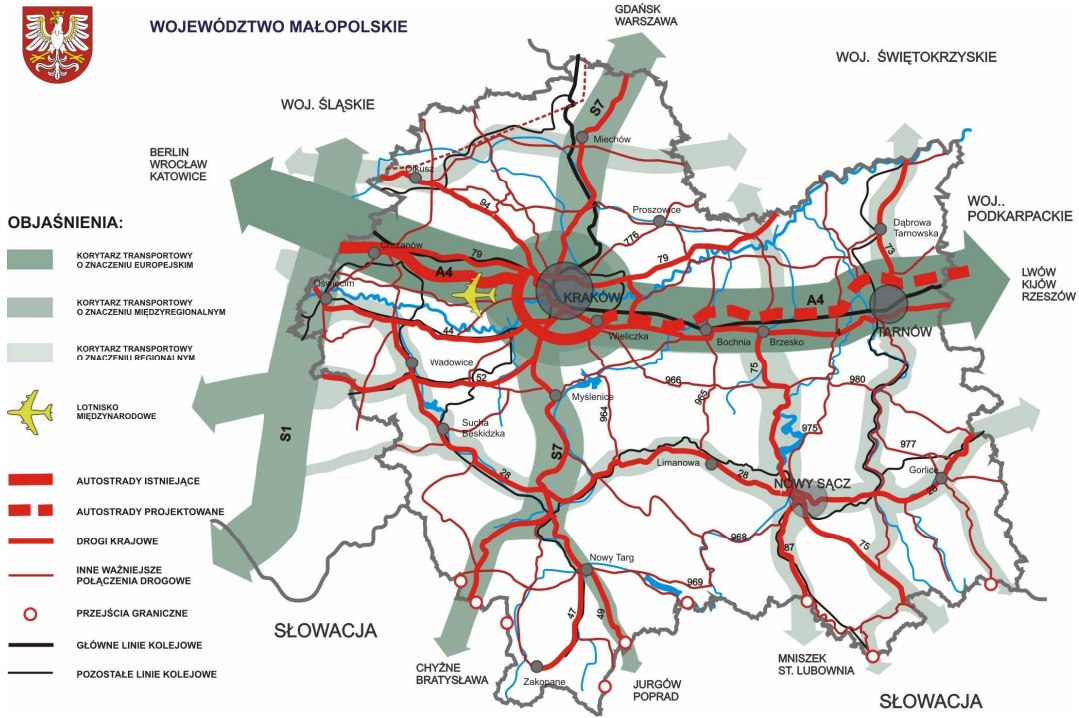 WOJEWÓDZTWO MAŁOPOLSKIE
GDAŃSK
WARSZAWA
WOJ. ŚWIĘTOKRZYSKIE
WOJ. ŚLĄSKIE
BERLIN
WROCŁAW
KATOWICE
WOJ..
PODKARPACKIE
LWÓW
KIJÓW
RZESZÓW
OBJAŚNIENIA:
KORYTARZ TRANSPORTOWY
O ZNACZENIU EUROPEJSKIM
KORYTARZ TRANSPORTOWY
O ZNACZENIU MIĘDZYREGIONALNYM
KORYTARZ TRANSPORTOWY
O ZNACZENIU REGIONALNYM
LOTNISKO
MIĘDZYNARODOWE
AUTOSTRADY ISTNIEJĄCE
AUTOSTRADY PROJEKTOWANE
DROGI KRAJOWE
INNE WAŻNIEJSZE
POŁĄCZENIA DROGOWE
PRZEJŚCIA GRANICZNE
GŁÓWNE LINIE KOLEJOWE
POZOSTAŁE LINIE KOLEJOWE
S7
Miechów
Olkusz
94
Proszowice
776
79
Dąbrowa
Tarnowska
73
Chrzanów
79
A4
Oświęcim
KRAKÓW
A4
TARNÓW
44
Wieliczka
Bochnia
Brzesko
4
Wadowice
52
75
966
980
Myślenice
964
965
S1
Sucha
Beskidzka
S7
975
977
28
Limanowa
28
Gorlice
NOWY SĄCZ
28
968
87
75
Nowy Targ
969
47
49
Zakopane
SŁOWACJA
CHYŻNE
BRATYSŁAWA
JURGÓW
POPRAD
MNISZEK
ST. LUBOWNIA
SŁOWACJA